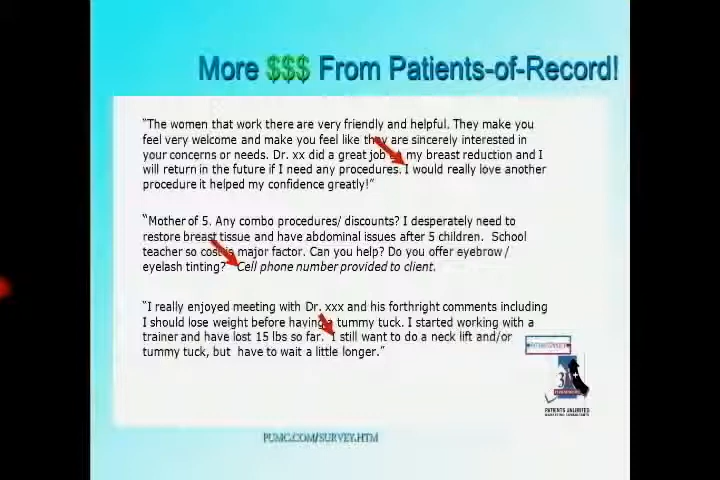 More $$$ From Patients-of-Record!
"The women that work there are very friendly and helpful. They make you
feel very welcome and make you feel like they are sincerely interested in
your concerns or needs. Dr. xx did a great job my breast reduction and I
will return in the future if I need any procedures. I would really love another
procedure it helped my confidence greatly!"
"Mother of 5. Any combo procedures/ discounts? I desperately need to
restore breast tissue and have abdominal issues after 5 children. School
teacher so cost is major factor. Can you help? Do you offer eyebrow /
eyelash tinting? Cell phone number provided to client.
"I really enjoyed meeting with Dr. xxx and his forthright comments including
I should lose weight before having a tummy tuck. I started working with a
trainer and have lost 15 lbs so far. I still want to do a neck lift and/or
tummy tuck, but have to wait a little longer."
PATIENTS UNLIMITED
MARKETING CONSULTANTS
PUMC.COM/SURVEY.HTM